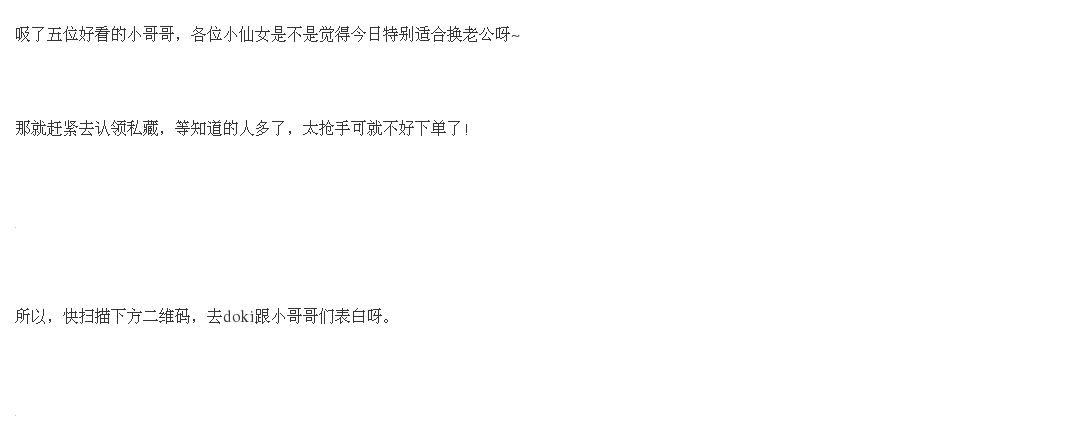 吸了五位好看的小哥哥，各位小仙女是不是觉得今日特别适合换老公呀~
那就赶紧去认领私藏，等知道的人多了，太抢手可就不好下单了!
所以，快扫描下方二维码，去doki跟小哥哥们表白呀。